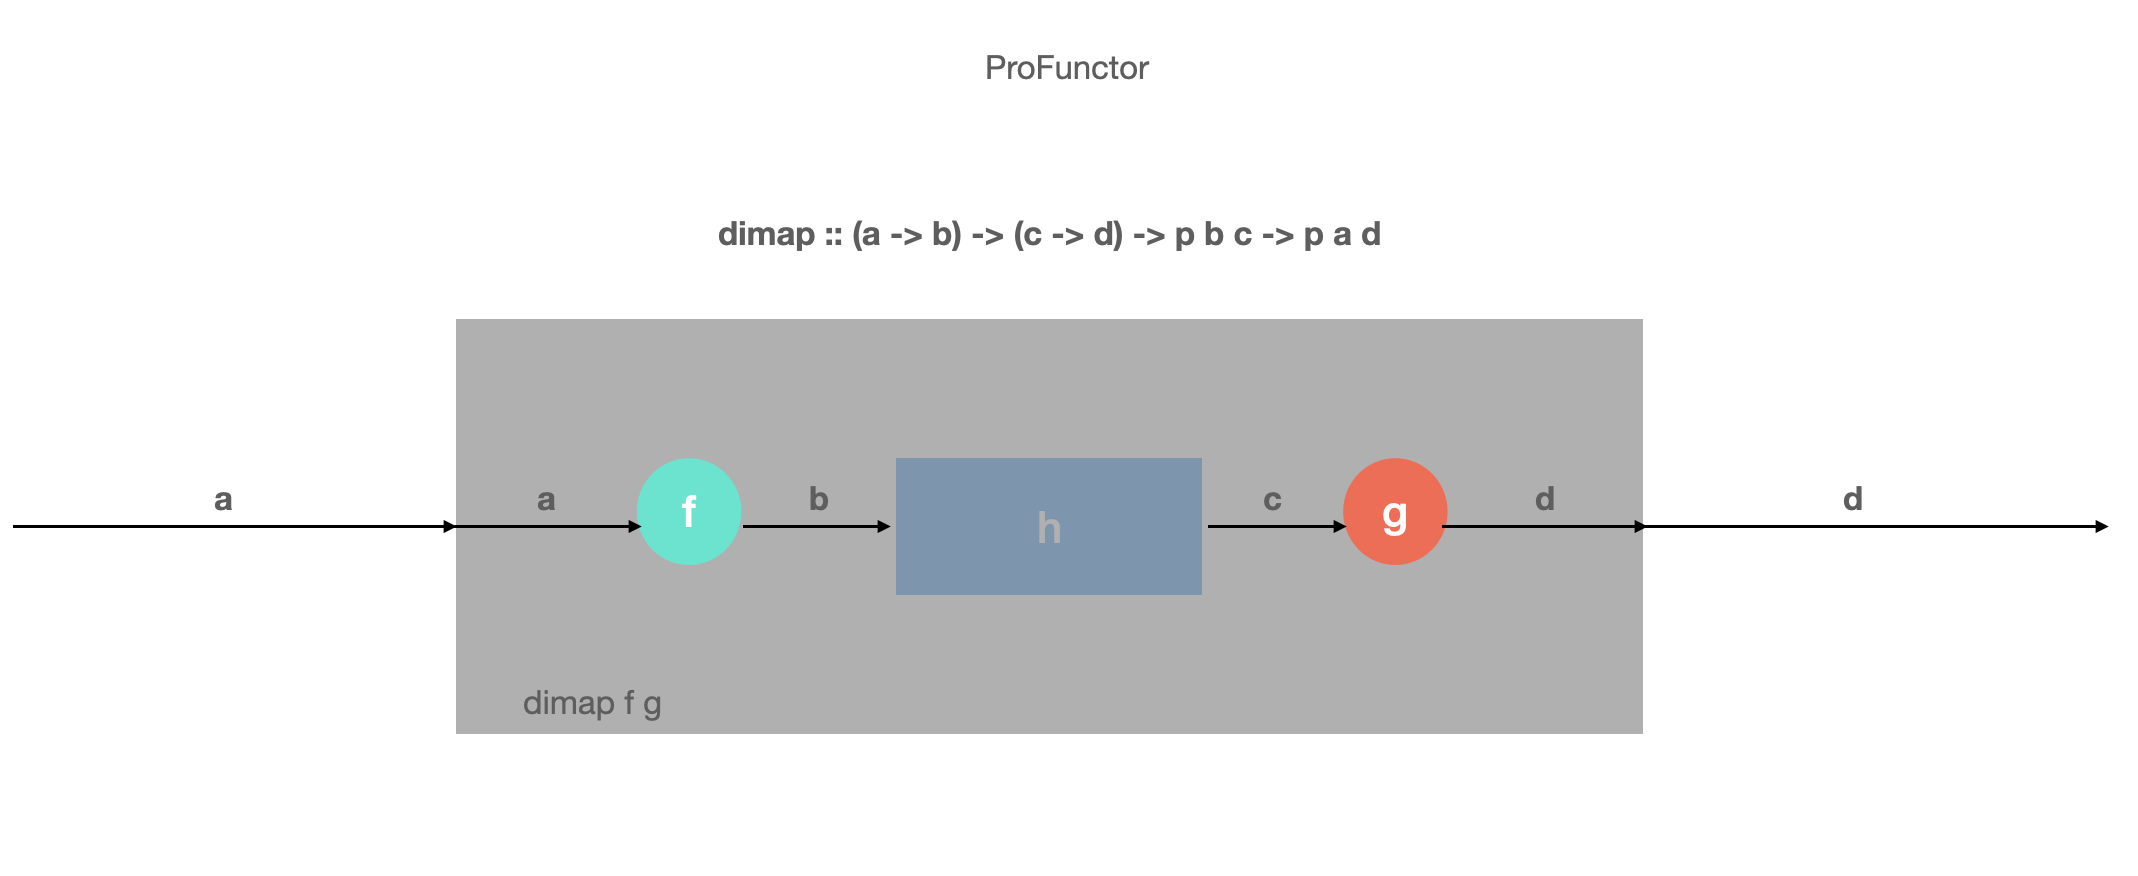 ProFunctor
dimap :: (a -> b) -> (c -> d) -> p b c -> p a d
a
a
f
b
h
c
g
d
d
dimap f g